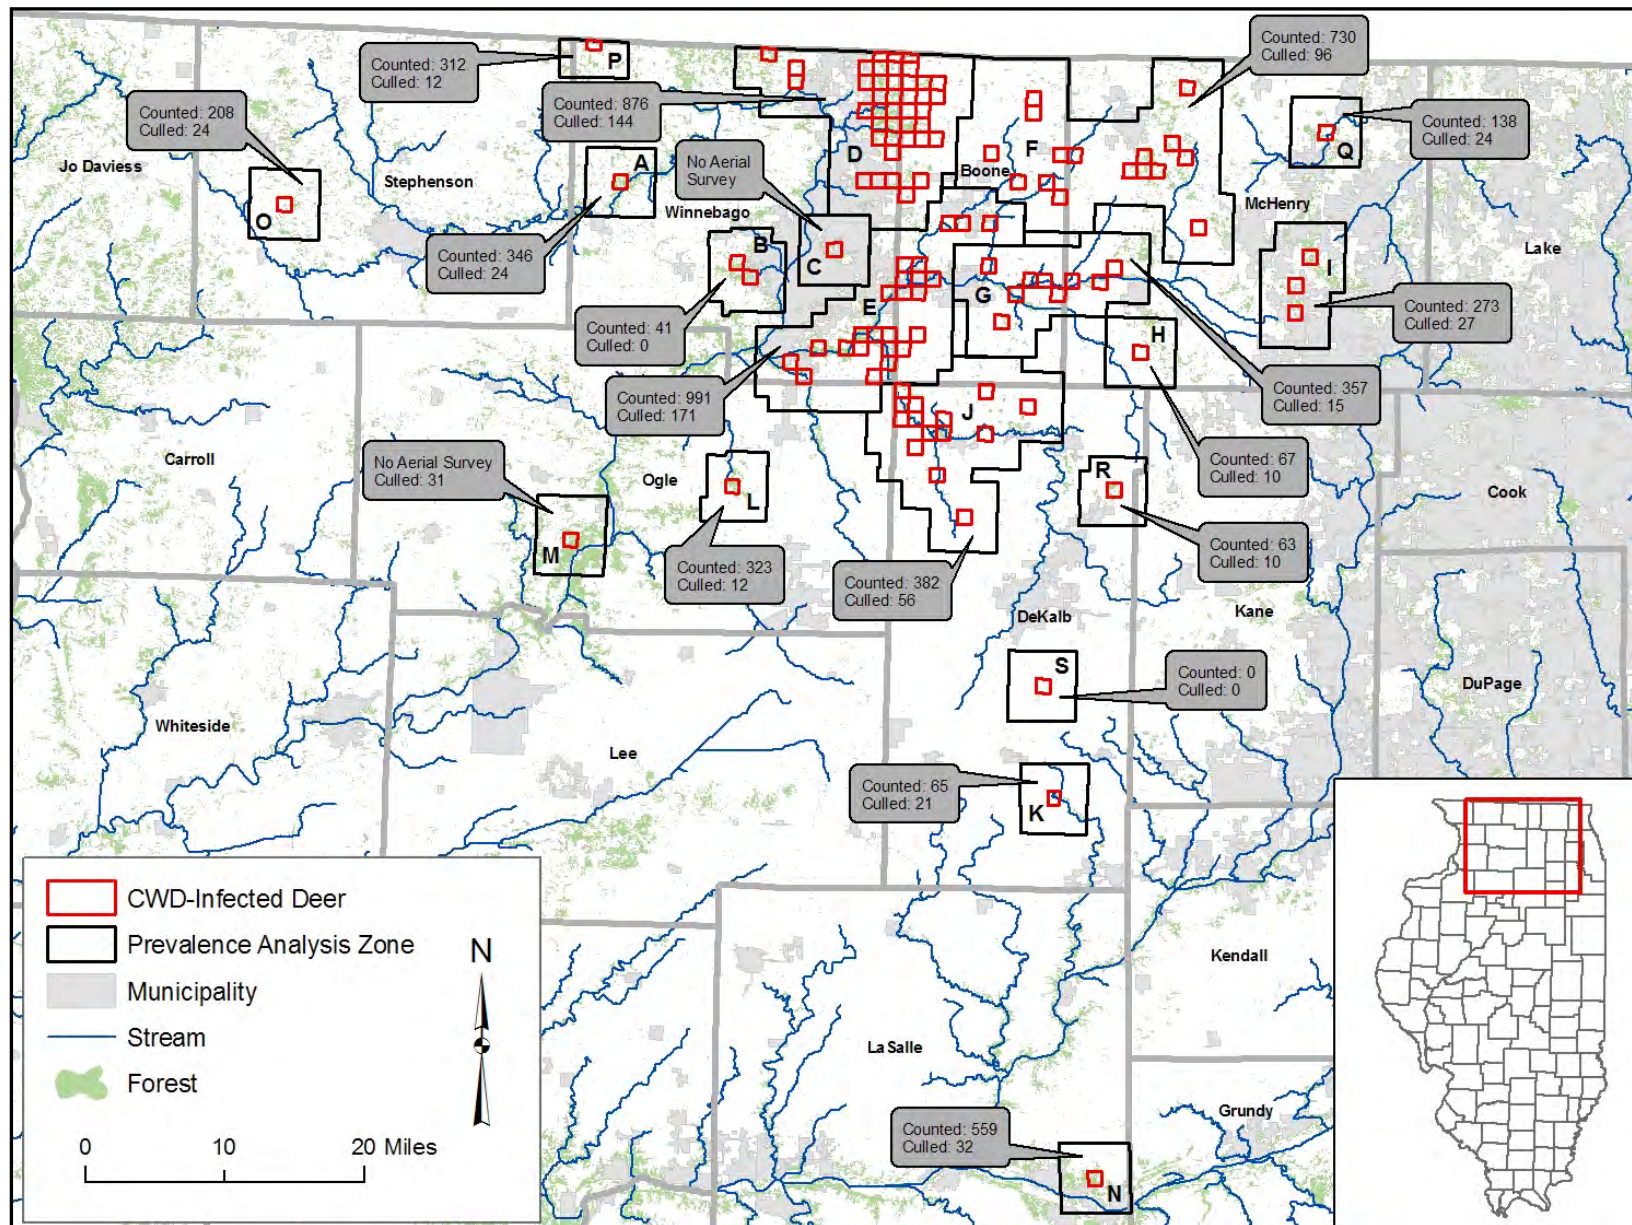 Counted: 312
Culled: 12
P
Counted: 730
Culled: 96
Counted: 208
Culled: 24
Counted: 876
Culled: 144
Counted: 138
Culled: 24
Q
Jo Daviess
Stephenson
A
No Aerial
Survey
D
Boone
F
O
Winnebago
McHenry
Lake
Counted: 346
Culled: 24
B
C
E
G
I
Counted: 273
Culled: 27
Counted: 41
Culled: 0
H
Counted: 991
Culled: 171
J
Counted: 357
Culled: 15
Carroll
No Aerial Survey
Culled: 31
Ogle
L
R
Counted: 67
Culled: 10
Cook
M
Counted: 323
Culled: 12
Counted: 382
Culled: 56
Counted: 63
Culled: 10
DeKalb
Kane
S
Counted: 0
Culled: 0
DuPage
Whiteside
Lee
Counted: 65
Culled: 21
K
CWD-Infected Deer
Prevalence Analysis Zone
Municipality
Stream
Forest
N
0 10 20 Miles
Kendall
LaSalle
Grundy
Counted: 559
Culled: 32
N